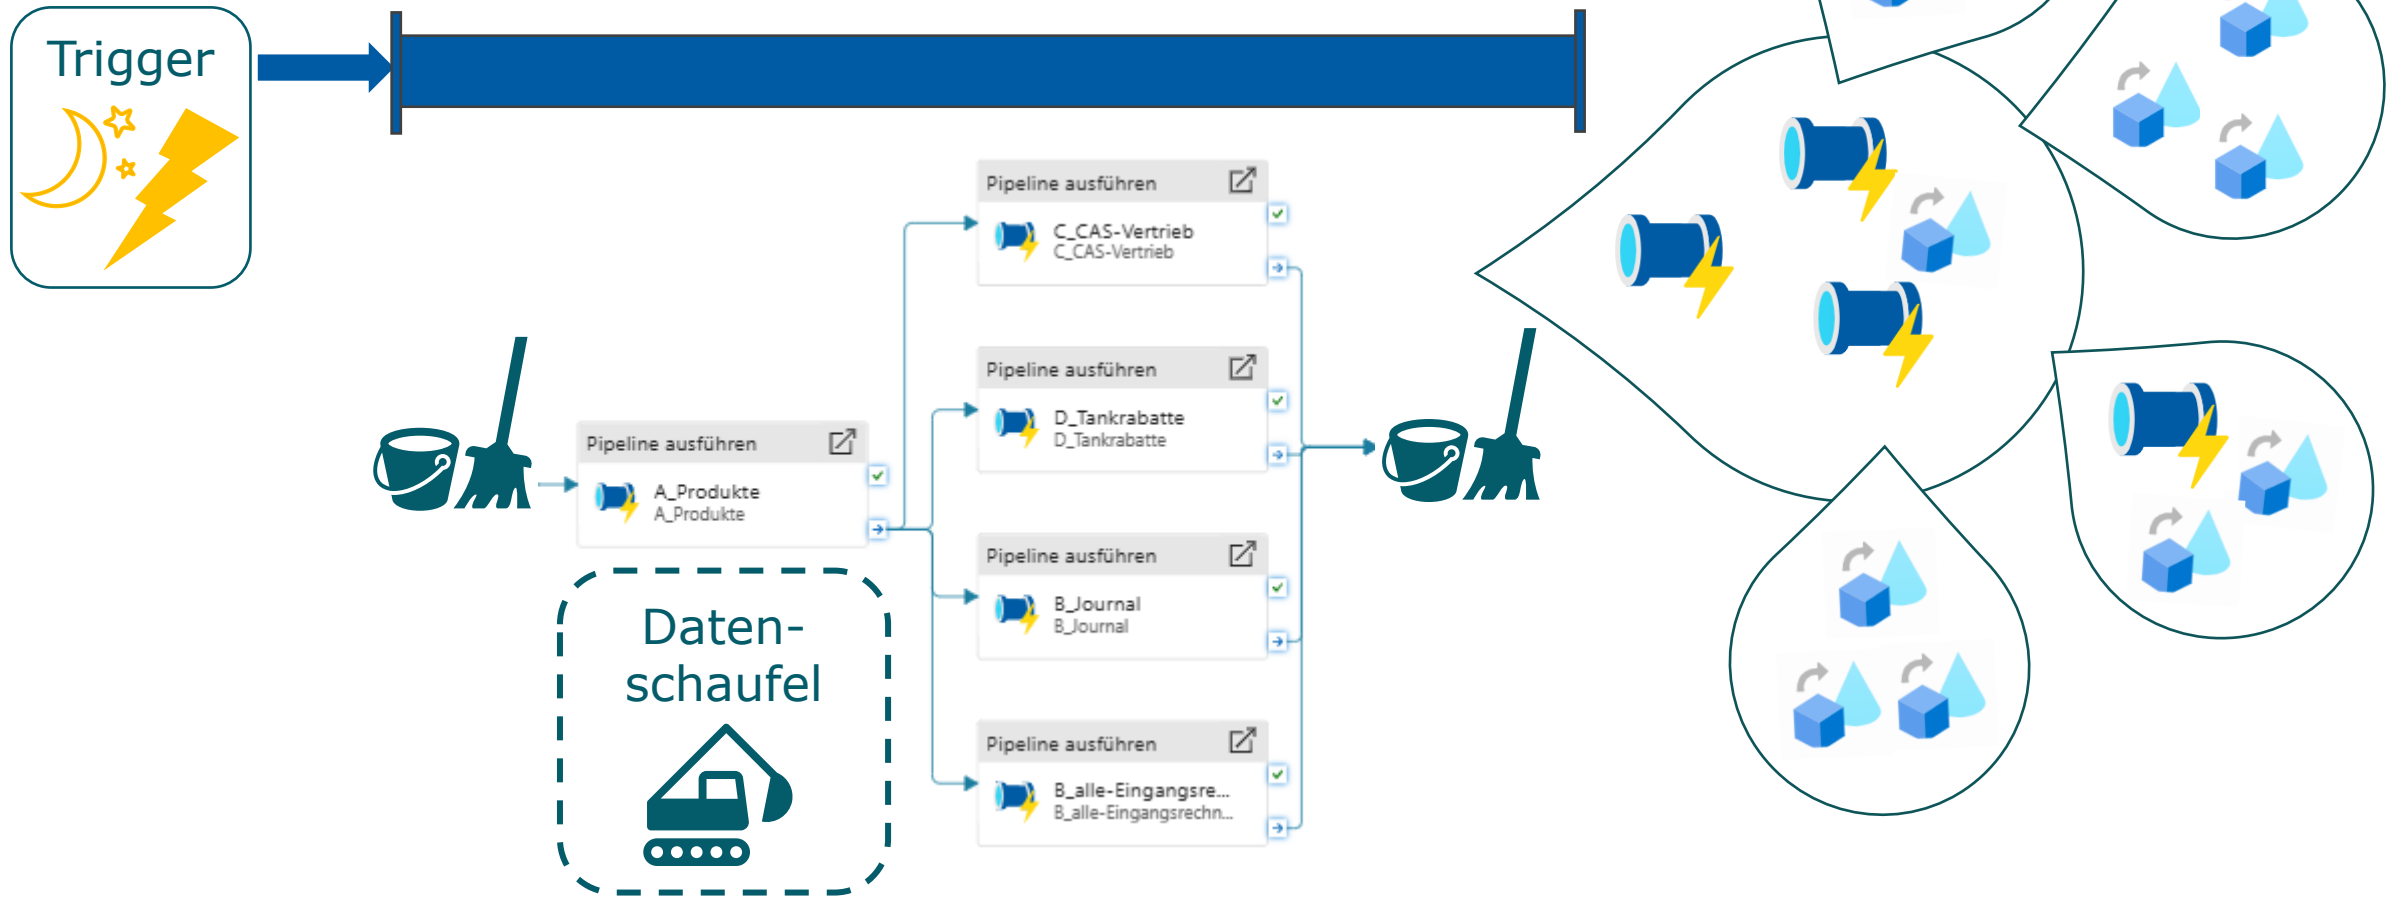 Trigger
Pipeline ausführen
C_CAS-Vertrieb
C_CAS-Vertrieb
Pipeline ausführen
D_Tankrabatte
D_Tankrabatte
Pipeline ausführen
A_Produkte
A_Produkte
Pipeline ausführen
B_Journal
B_Journal
Daten-
schaufel
Pipeline ausführen
B_alle-Eingangsre...
B_alle-Eingangsrechn...